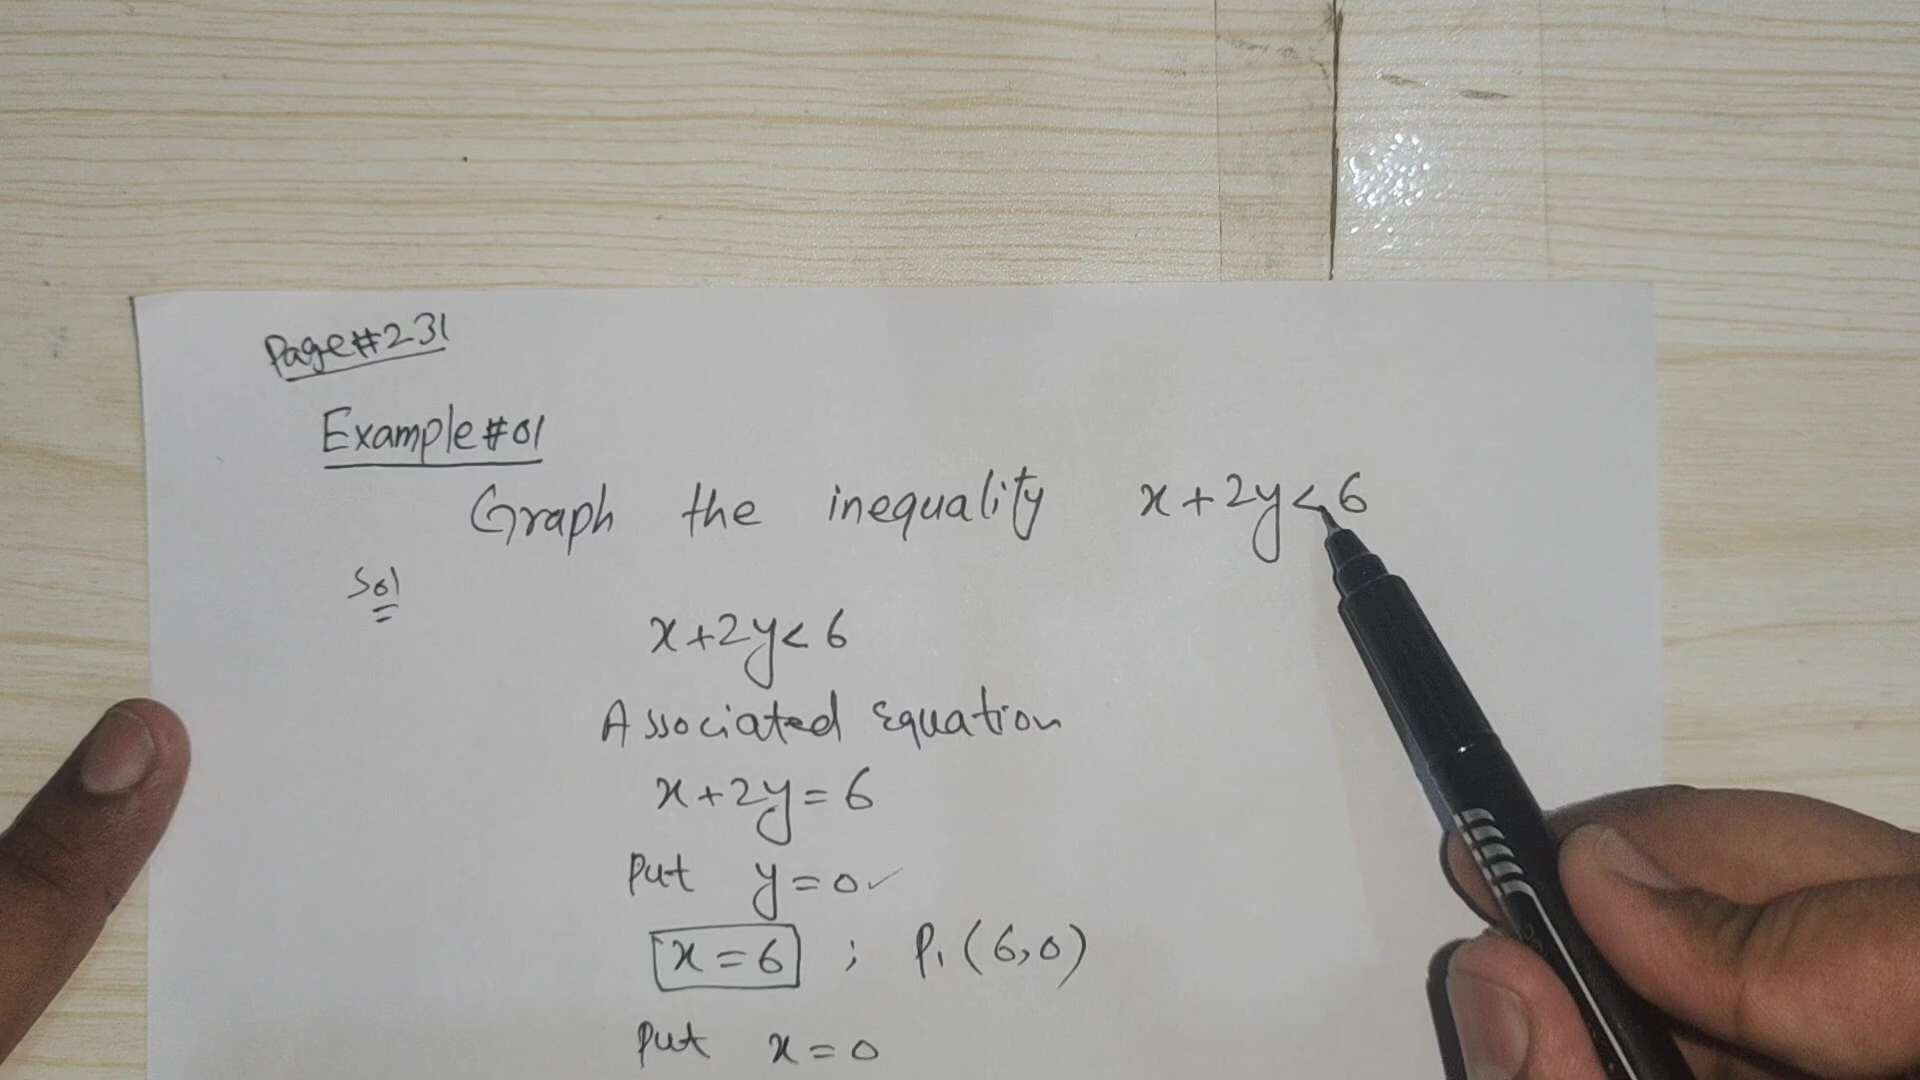 Page#231
Example#01
Graph the inequality x+2y<6
Sol
x+2y<6
Associated Equation
x+2y=6
Put y=0✓
x=6 ; P₁(6,0)
Put x=0